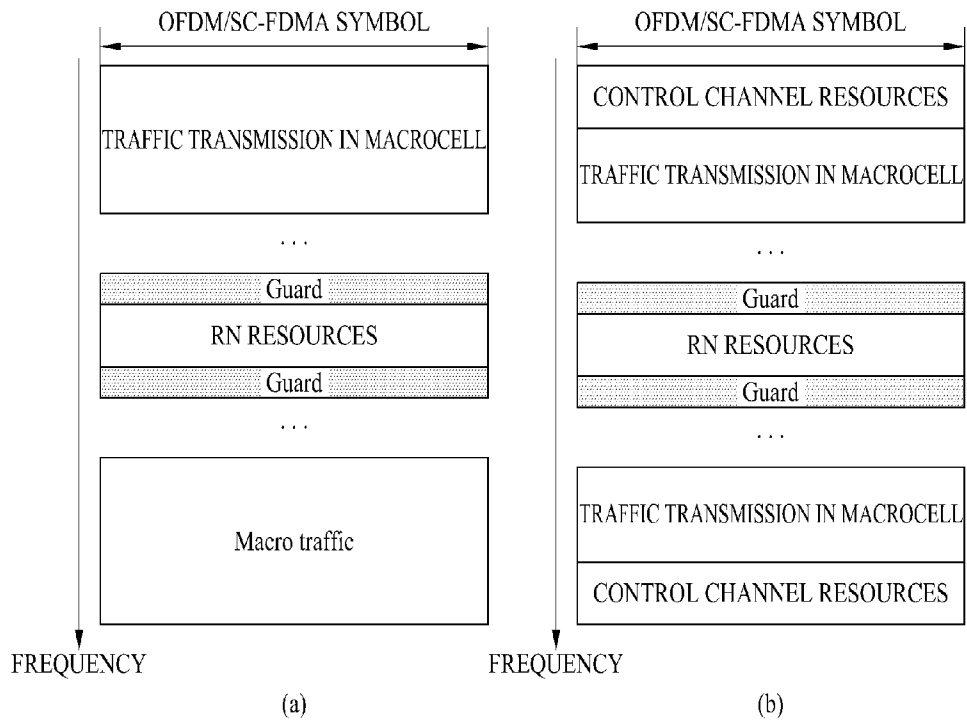 OFDM/SC-FDMA SYMBOL
TRAFFIC TRANSMISSION IN MACROCELL
. . .
Guard
RN RESOURCES
Guard
. . .
Macro traffic
FREQUENCY
(a)
OFDM/SC-FDMA SYMBOL
CONTROL CHANNEL RESOURCES
TRAFFIC TRANSMISSION IN MACROCELL
. . .
Guard
RN RESOURCES
Guard
. . .
TRAFFIC TRANSMISSION IN MACROCELL
CONTROL CHANNEL RESOURCES
FREQUENCY
(b)